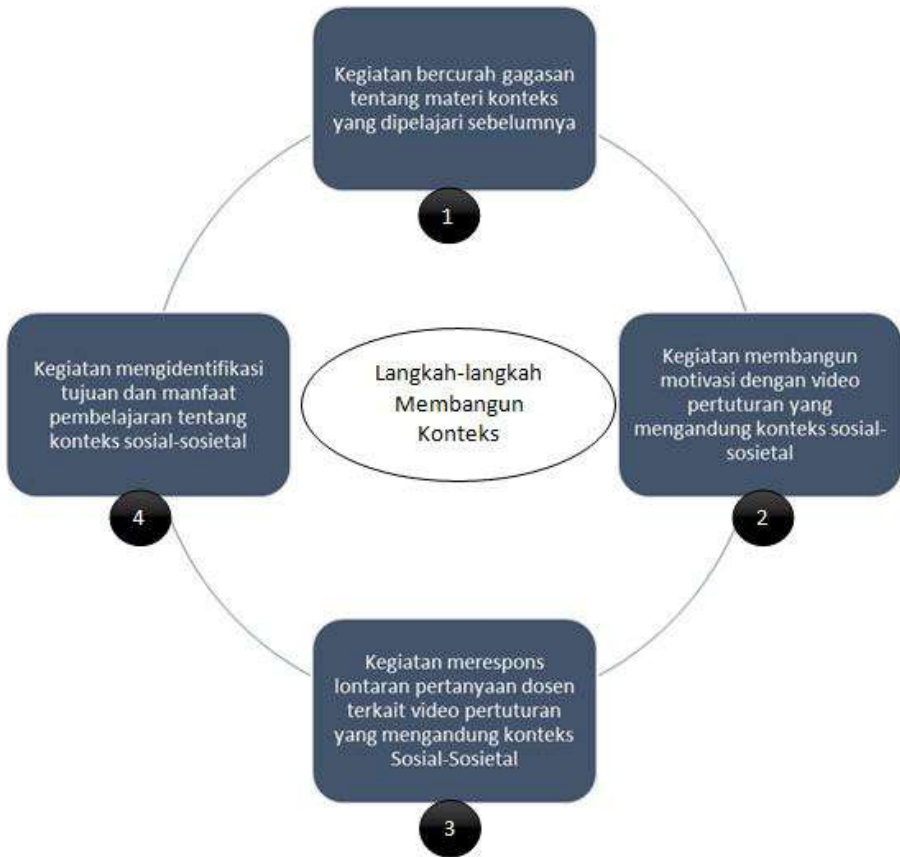 Kegiatan bercurah gagasan
tentang materi konteks
yang dipelajari sebelumnya
1
Kegiatan membangun
motivasi dengan video
pertuturan yang
mengandung konteks sosial-
sosietal
2
Kegiatan merespons
lontaran pertanyaan dosen
terkait video pertuturan
yang mengandung konteks
Sosial-Sosietal
3
Kegiatan mengidentifikasi
tujuan dan manfaat
pembelajaran tentang
konteks sosial-sosietal
4
Langkah-langkah
Membangun
Konteks